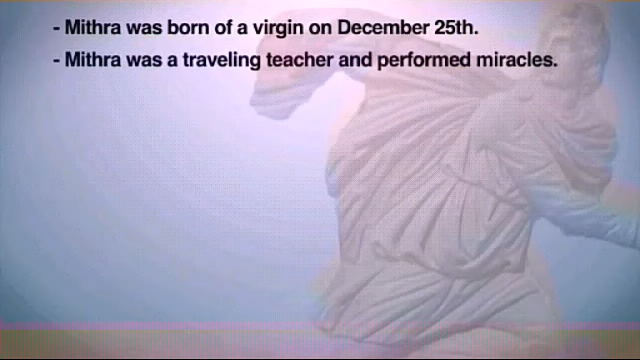 - Mithra was born of a virgin on December 25th.
- Mithra was a traveling teacher and performed miracles.